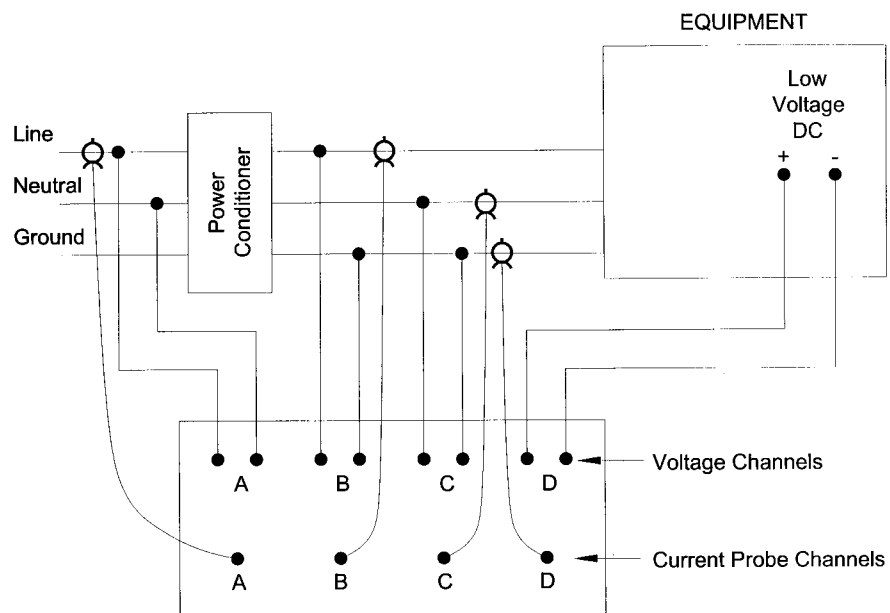 EQUIPMENT
Low
Voltage
DC
+ -
Line
Neutral
Ground
Power
Conditioner
A B C D
Voltage Channels
A B C D
Current Probe Channels